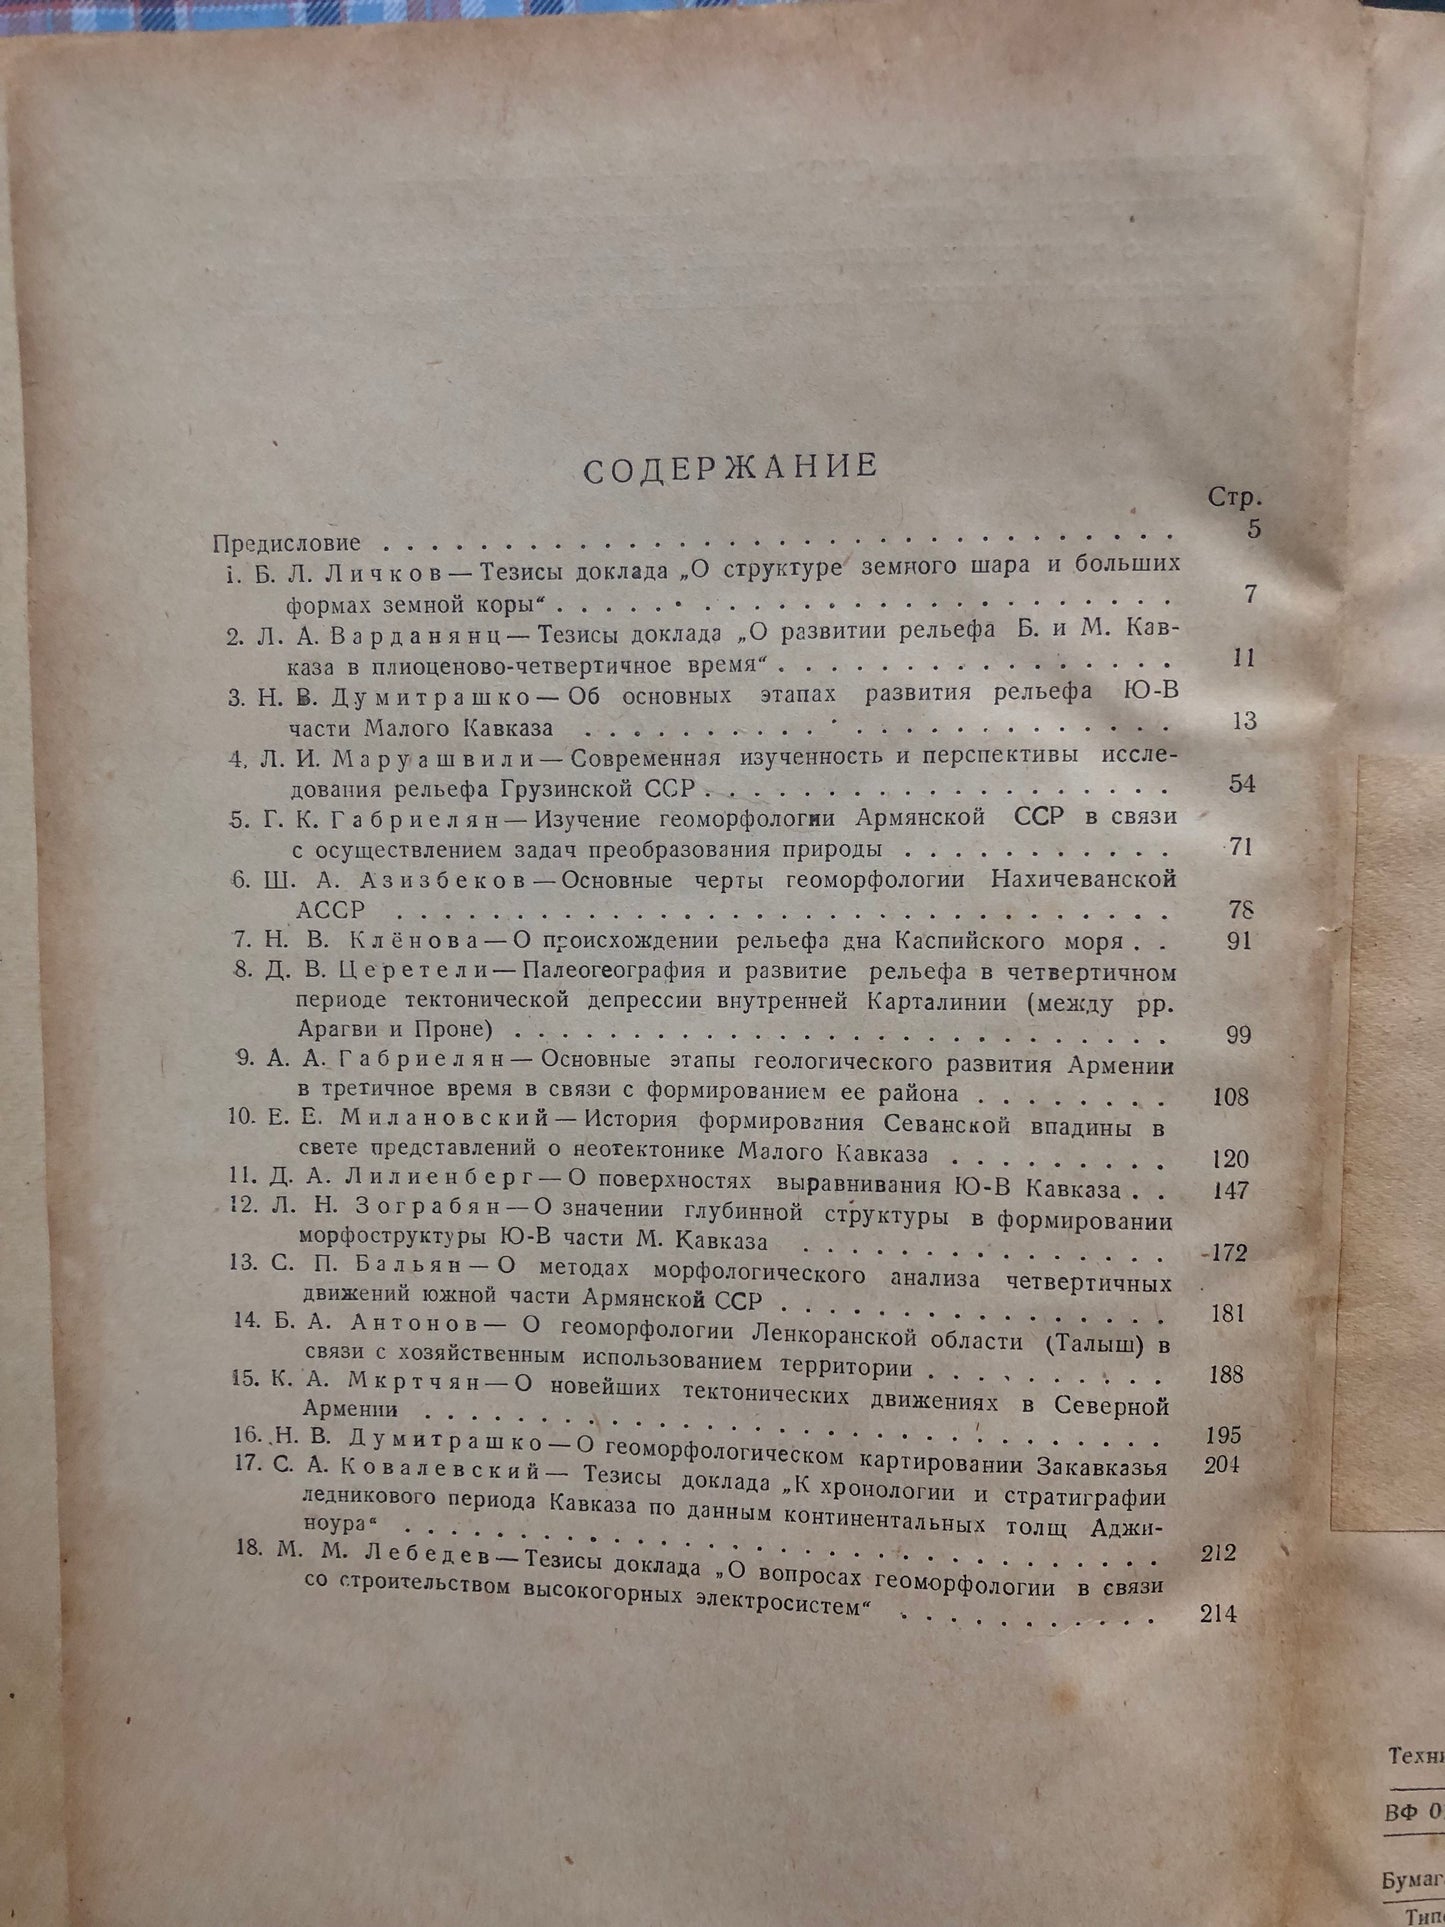 СОДЕРЖАНИЕ
Стр.
Предисловие . . . . . . . . . . . . . . . . . . . . . . . . . . . . . . . . . 5
1. Б. Л. Личков — Тезисы доклада „О структуре земного шара и больших
формах земной коры“ . . . . . . . . . . . . . . . . . . . . . . . . . . 7
2. Л. А. Варданянц — Тезисы доклада „О развитии рельефа Б. и М. Кав-
каза в плиоценово-четвертичное время“ . . . . . . . . . . . . . . . . . 11
3. Н. В. Думитрашко — Об основных этапах развития рельефа Ю-В
части Малого Кавказа . . . . . . . . . . . . . . . . . . . . . . . . . 13
4. Л. И. Маруашвили — Современная изученность и перспективы иссле-
дования рельефа Грузинской ССР . . . . . . . . . . . . . . . . . . . . 54
5. Г. К. Габриелян — Изучение геоморфологии Армянской ССР в связи
с осуществлением задач преобразования природы . . . . . . . . . . . . 71
6. Ш. А. Азизбеков — Основные черты геоморфологии Нахичеванской
АССР . . . . . . . . . . . . . . . . . . . . . . . . . . . . . . . . . 78
7. Н. В. Клёнова — О происхождении рельефа дна Каспийского моря . . 91
8. Д. В. Церетели — Палеогеография и развитие рельефа в четвертичном
периоде тектонической депрессии внутренней Карталинии (между рр.
Арагви и Проне) . . . . . . . . . . . . . . . . . . . . . . . . . . . . 99
9. А. А. Габриелян — Основные этапы геологического развития Армении
в третичное время в связи с формированием ее района . . . . . . . . 108
10. Е. Е. Милановский — История формирования Севанской впадины в
свете представлений о неотектонике Малого Кавказа . . . . . . . . . 120
11. Д. А. Лилиенберг — О поверхностях выравнивания Ю-В Кавказа . . 147
12. Л. Н. Зограбян — О значении глубинной структуры в формировании
морфоструктуры Ю-В части М. Кавказа . . . . . . . . . . . . . . . . 172
13. С. П. Бальян — О методах морфологического анализа четвертичных
движений южной части Армянской ССР . . . . . . . . . . . . . . . . . 181
14. Б. А. Антонов — О геоморфологии Ленкоранской области (Талыш) в
связи с хозяйственным использованием территории . . . . . . . . . . 188
15. К. А. Мкртчян — О новейших тектонических движениях в Северной
Армении . . . . . . . . . . . . . . . . . . . . . . . . . . . . . . . . 195
16. Н. В. Думитрашко — О геоморфологическом картировании Закавказья 204
17. С. А. Ковалевский — Тезисы доклада „К хронологии и стратиграфии
ледникового периода Кавказа по данным континентальных толщ Аджи-
ноура“ . . . . . . . . . . . . . . . . . . . . . . . . . . . . . . . . 212
18. М. М. Лебедев — Тезисы доклада „О вопросах геоморфологии в связи
со строительством высокогорных электросистем“ . . . . . . . . . . . 214
ВФ